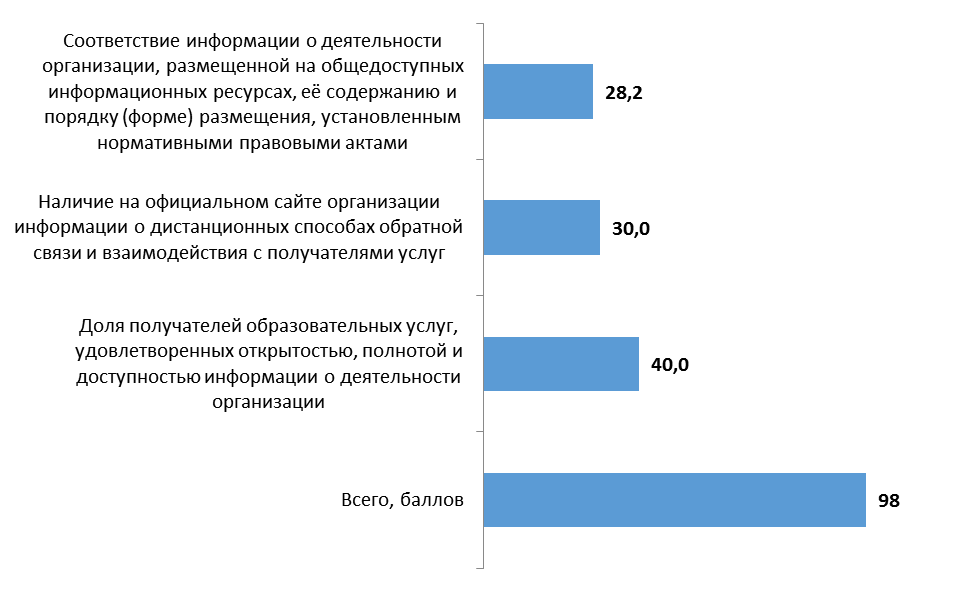 Соответствие информации о деятельности
организации, размещенной на общедоступных
информационных ресурсах, её содержанию и
порядку (форме) размещения, установленным
нормативными правовыми актами
28,2
Наличие на официальном сайте организации
информации о дистанционных способах обратной
связи и взаимодействия с получателями услуг
30,0
Доля получателей образовательных услуг,
удовлетворенных открытостью, полнотой и
доступностью информации о деятельности
организации
40,0
Всего, баллов
98